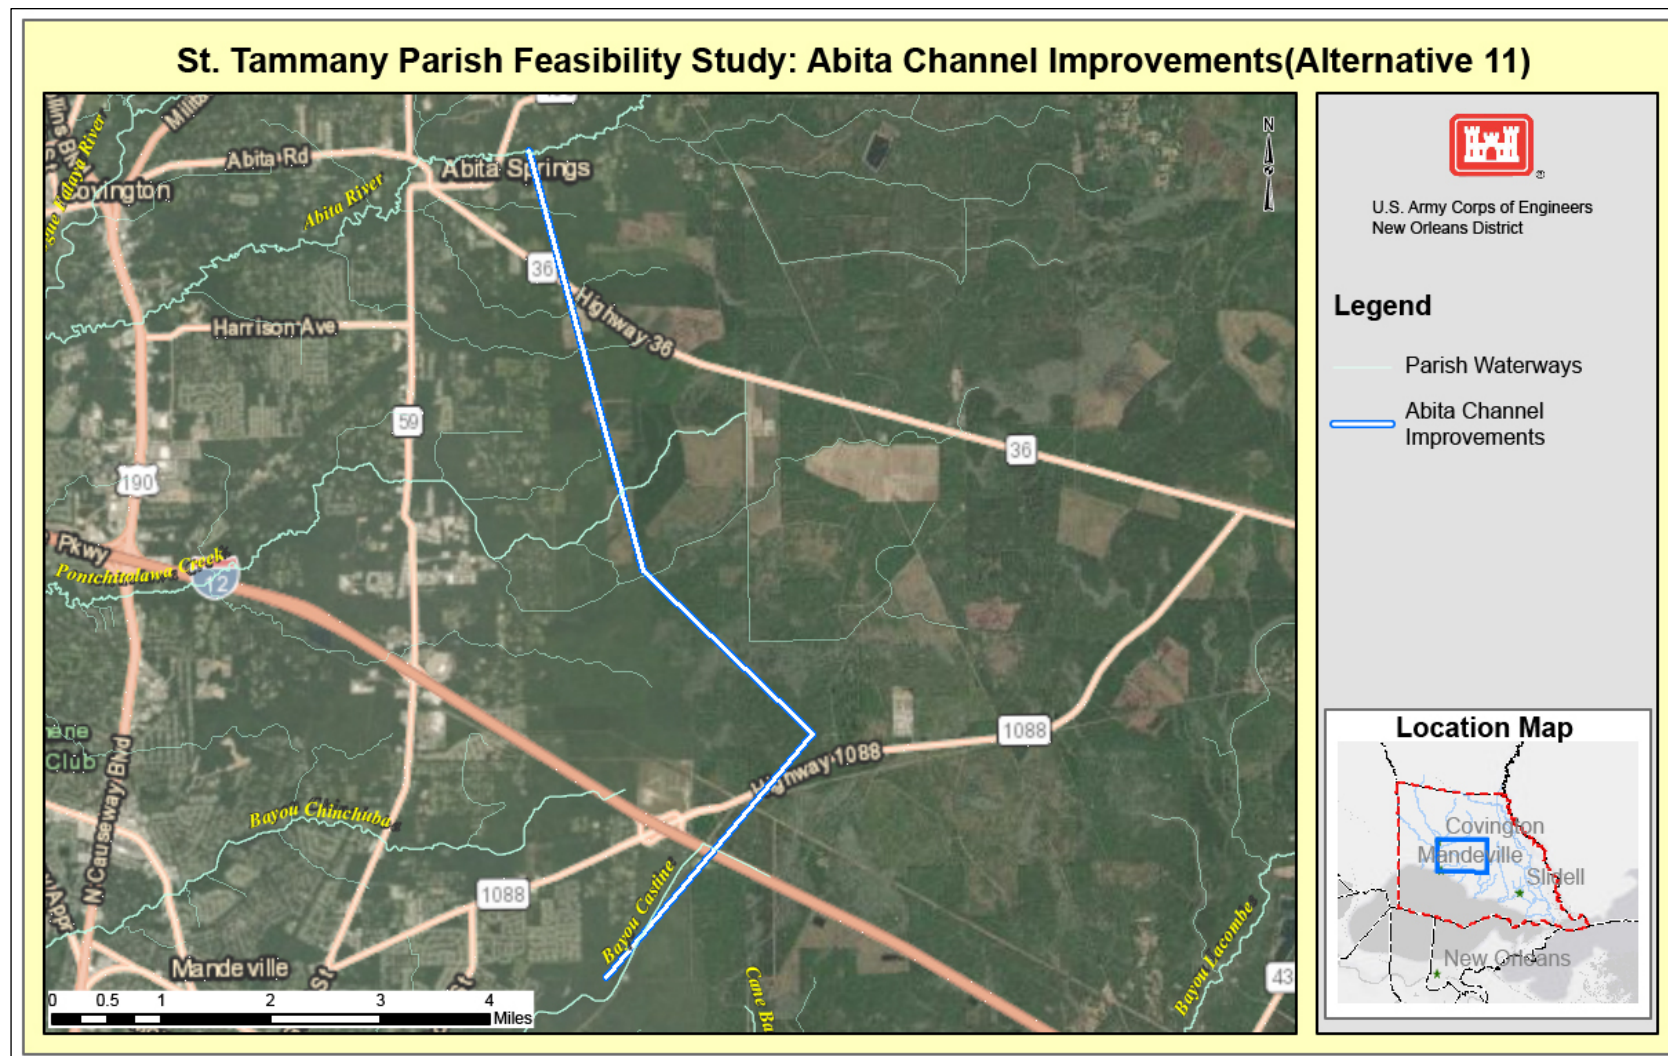 St. Tammany Parish Feasibility Study: Abita Channel Improvements(Alternative 11)
Abita Rd
Abita Springs
Covington
Abita River
36
Highway 36
Harrison Ave
59
36
190
Pkwy
Pontchitalawa Creek
12
1088
Highway 1088
Club
N Causeway Blvd
Bayou Chinchuba
1088
Bayou Castine
Bayou Lacombe
Mandeville
St
St
43
0 0.5 1 2 3 4
Miles
N
U.S. Army Corps of Engineers
New Orleans District
®
Legend
Parish Waterways
Abita Channel
Improvements
Location Map
Covington
Mandeville
Slidell
New Orleans